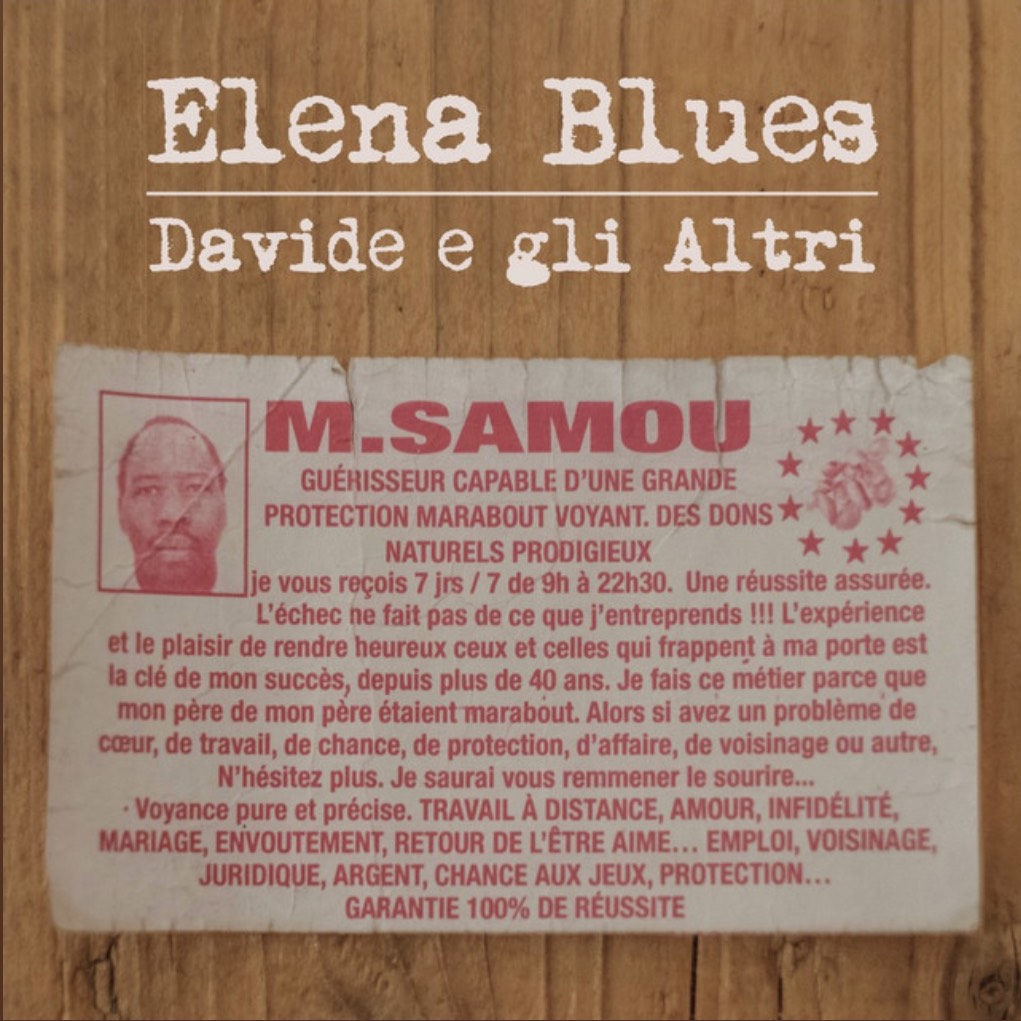 Elena Blues
Davide e gli Altri
M.SAMOU
GUÉRISSEUR CAPABLE D'UNE GRANDE
PROTECTION MARABOUT VOYANT. DES DONS
NATURELS PRODIGIEUX
je vous reçois 7 jrs / 7 de 9h à 22h30. Une réussite assurée.
L'échec ne fait pas de ce que j'entreprends !!! L'expérience
et le plaisir de rendre heureux ceux et celles qui frappent à ma porte est
la clé de mon succès, depuis plus de 40 ans. Je fais ce métier parce que
mon père de mon père étaient marabout. Alors si avez un problème de
cœur, de travail, de chance, de protection, d'affaire, de voisinage ou autre,
N'hésitez plus. Je saurai vous remmener le sourire...
· Voyance pure et précise. TRAVAIL À DISTANCE, AMOUR, INFIDÉLITÉ,
MARIAGE, ENVOUTEMENT, RETOUR DE L'ÊTRE AIME... EMPLOI, VOISINAGE,
JURIDIQUE, ARGENT, CHANCE AUX JEUX, PROTECTION...
GARANTIE 100% DE RÉUSSITE